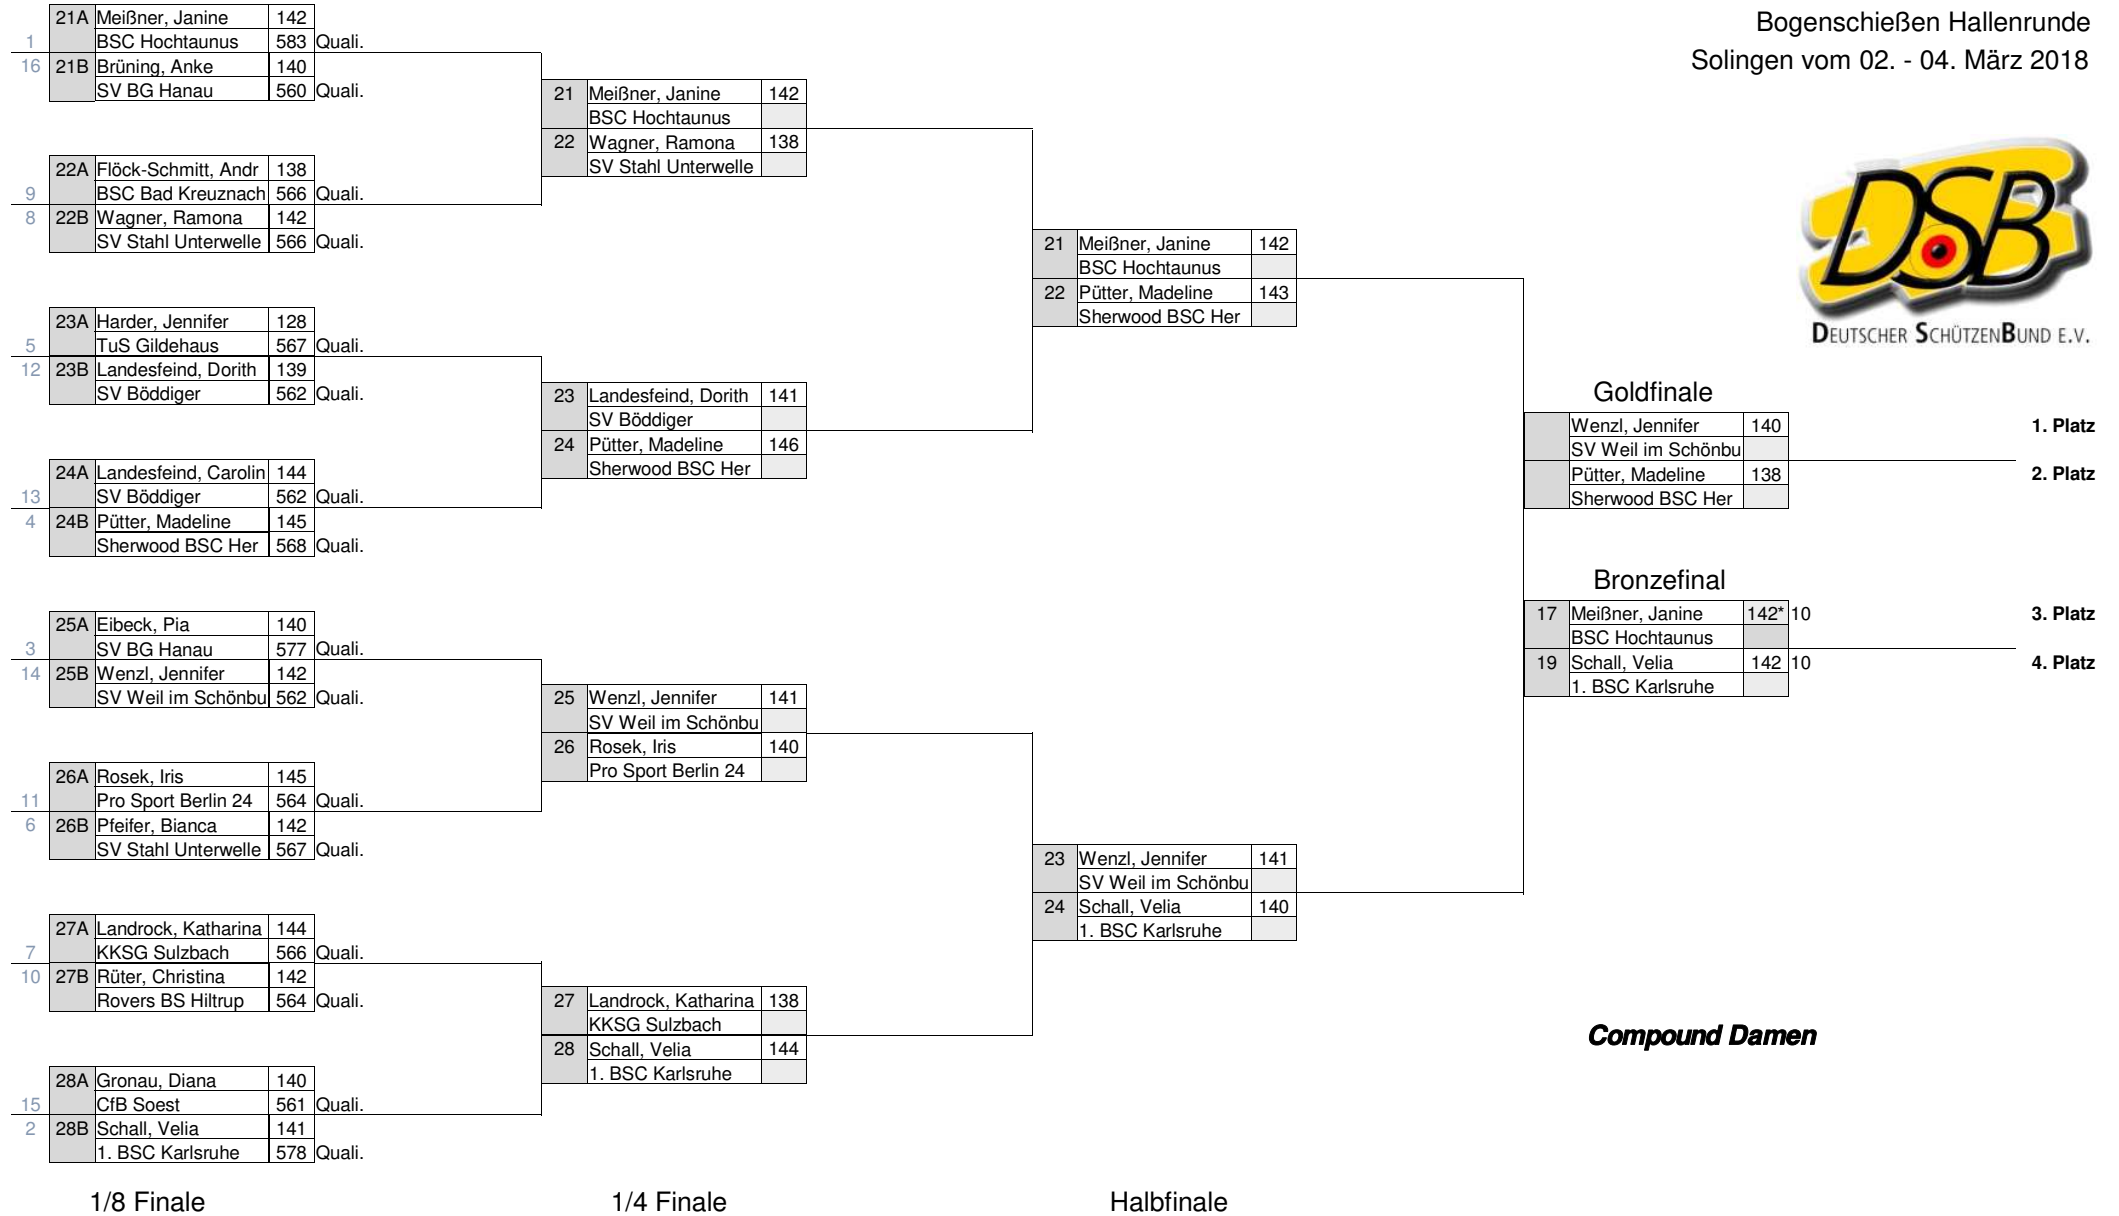 Bogenschießen Hallenrunde
Solingen vom 02. - 04. März 2018
DSB
DEUTSCHER SCHÜTZENBUND E.V.
21A Meißner, Janine 142
1 BSC Hochtaunus 583 Quali.
16 21B Brüning, Anke 140
SV BG Hanau 560 Quali.
22A Flöck-Schmitt, Andr 138
9 BSC Bad Kreuznach 566 Quali.
8 22B Wagner, Ramona 142
SV Stahl Unterwelle 566 Quali.
23A Harder, Jennifer 128
5 TuS Gildehaus 567 Quali.
12 23B Landesfeind, Dorith 139
SV Böddiger 562 Quali.
24A Landesfeind, Carolin 144
13 SV Böddiger 562 Quali.
4 24B Pütter, Madeline 145
Sherwood BSC Her 568 Quali.
25A Eibeck, Pia 140
3 SV BG Hanau 577 Quali.
14 25B Wenzl, Jennifer 142
SV Weil im Schönbu 562 Quali.
26A Rosek, Iris 145
11 Pro Sport Berlin 24 564 Quali.
6 26B Pfeifer, Bianca 142
SV Stahl Unterwelle 567 Quali.
27A Landrock, Katharina 144
7 KKSG Sulzbach 566 Quali.
10 27B Rüter, Christina 142
Rovers BS Hiltrup 564 Quali.
28A Gronau, Diana 140
15 CfB Soest 561 Quali.
2 28B Schall, Velia 141
1. BSC Karlsruhe 578 Quali.
1/8 Finale
21 Meißner, Janine 142
BSC Hochtaunus
22 Wagner, Ramona 138
SV Stahl Unterwelle
23 Landesfeind, Dorith 141
SV Böddiger
24 Pütter, Madeline 146
Sherwood BSC Her
25 Wenzl, Jennifer 141
SV Weil im Schönbu
26 Rosek, Iris 140
Pro Sport Berlin 24
27 Landrock, Katharina 138
KKSG Sulzbach
28 Schall, Velia 144
1. BSC Karlsruhe
1/4 Finale
21 Meißner, Janine 142
BSC Hochtaunus
22 Pütter, Madeline 143
Sherwood BSC Her
23 Wenzl, Jennifer 141
SV Weil im Schönbu
24 Schall, Velia 140
1. BSC Karlsruhe
Halbfinale
Goldfinale
Wenzl, Jennifer 140 1. Platz
SV Weil im Schönbu
Pütter, Madeline 138 2. Platz
Sherwood BSC Her
Bronzefinal
17 Meißner, Janine 142* 10 3. Platz
BSC Hochtaunus
19 Schall, Velia 142 10 4. Platz
1. BSC Karlsruhe
Compound Damen